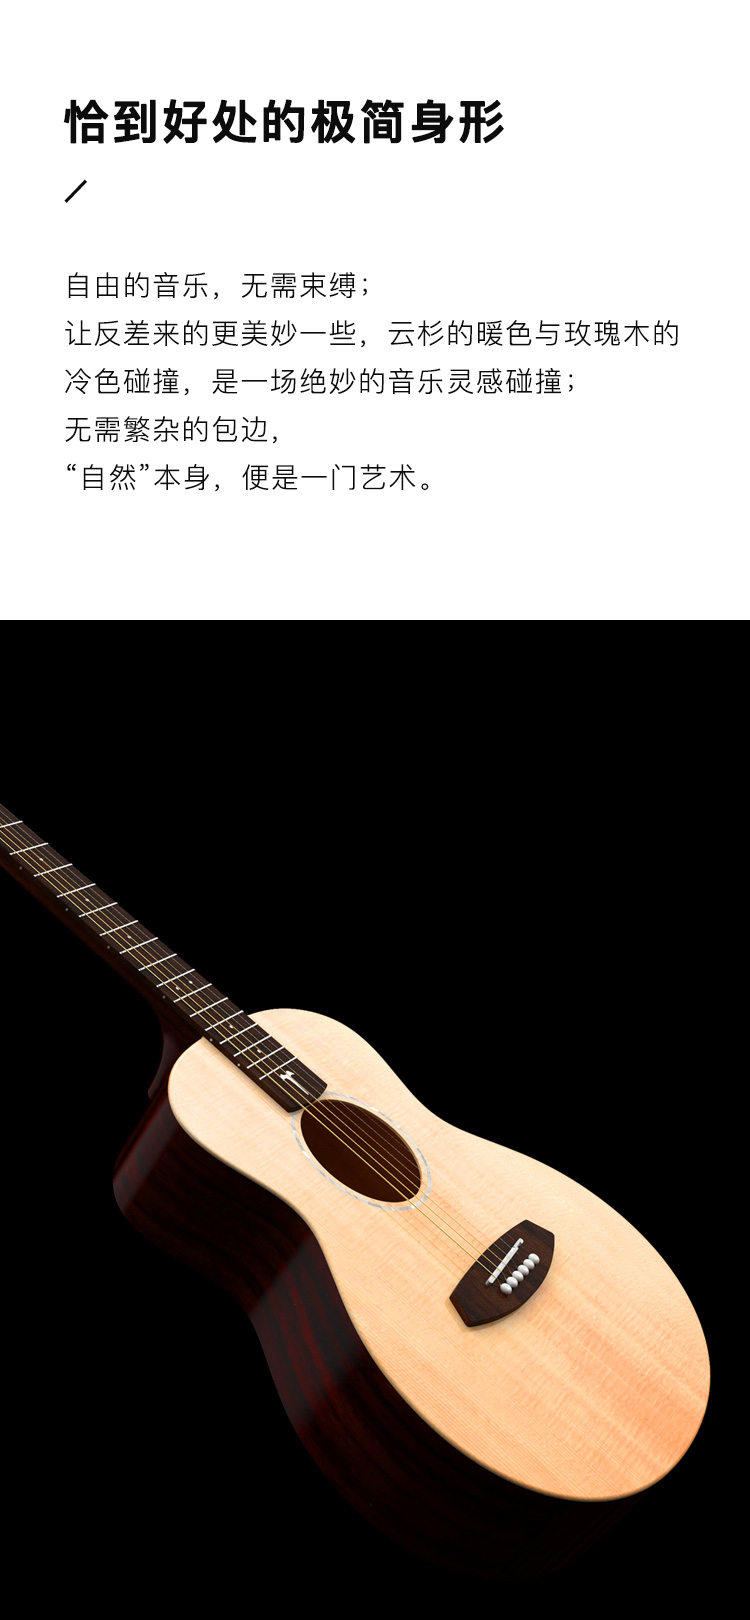 恰到好处的极简身形
自由的音乐，无需束缚；
让反差来的更美妙一些，云杉的暖色与玫瑰木的
冷色碰撞，是一场绝妙的音乐灵感碰撞；
无需繁杂的包边，
“自然”本身，便是一门艺术。